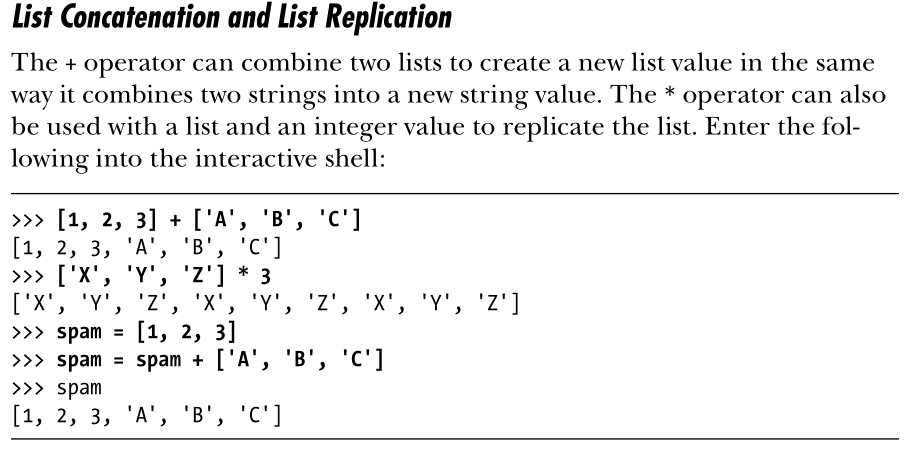 List Concatenation and List Replication
The + operator can combine two lists to create a new list value in the same
way it combines two strings into a new string value. The * operator can also
be used with a list and an integer value to replicate the list. Enter the fol-
lowing into the interactive shell:
>>> [1, 2, 3] + ['A', 'B', 'C']
[1, 2, 3, 'A', 'B', 'C']
>>> ['X', 'Y', 'Z'] * 3
['X', 'Y', 'Z', 'X', 'Y', 'Z', 'X', 'Y', 'Z']
>>> spam = [1, 2, 3]
>>> spam = spam + ['A', 'B', 'C']
>>> spam
[1, 2, 3, 'A', 'B', 'C']